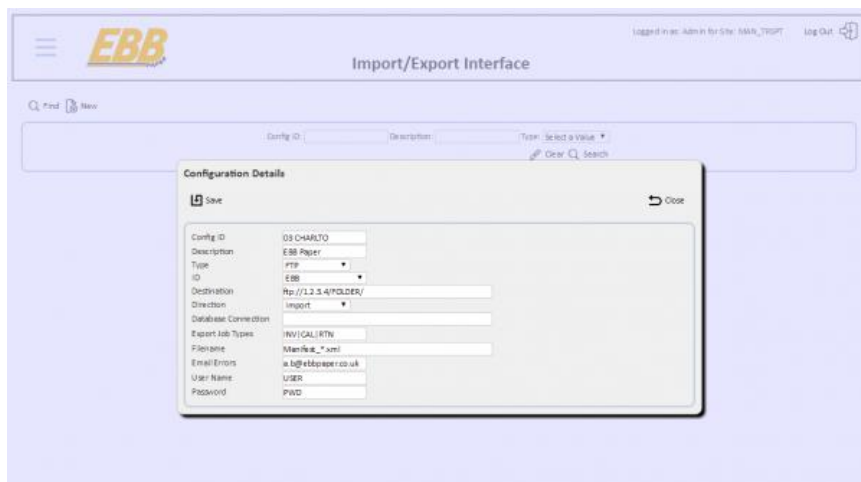 EBB
Logged in as: Admin for Site: MAN_TRGPT Log Out
Import/Export Interface
Find New
Config ID: Description: Type: Select a Value
Clear Search
Configuration Details
Save Close
Config ID 03 CHARLTO
Description EBB Paper
Type FTP
ID EBB
Destination ftp://1.2.3.4/FOLDER/
Direction Import
Database Connection
Export Job Types INV|CAL|RTN
Filename Manifest_*.xml
Email Errors a.b@ebbpaper.co.uk
User Name USER
Password PWD